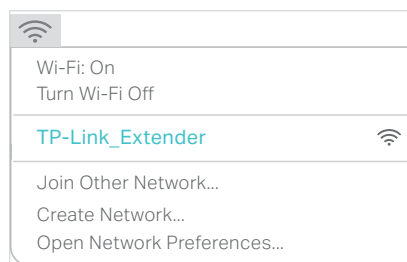 Wi-Fi: On
Turn Wi-Fi Off
TP-Link_Extender
Join Other Network...
Create Network...
Open Network Preferences...